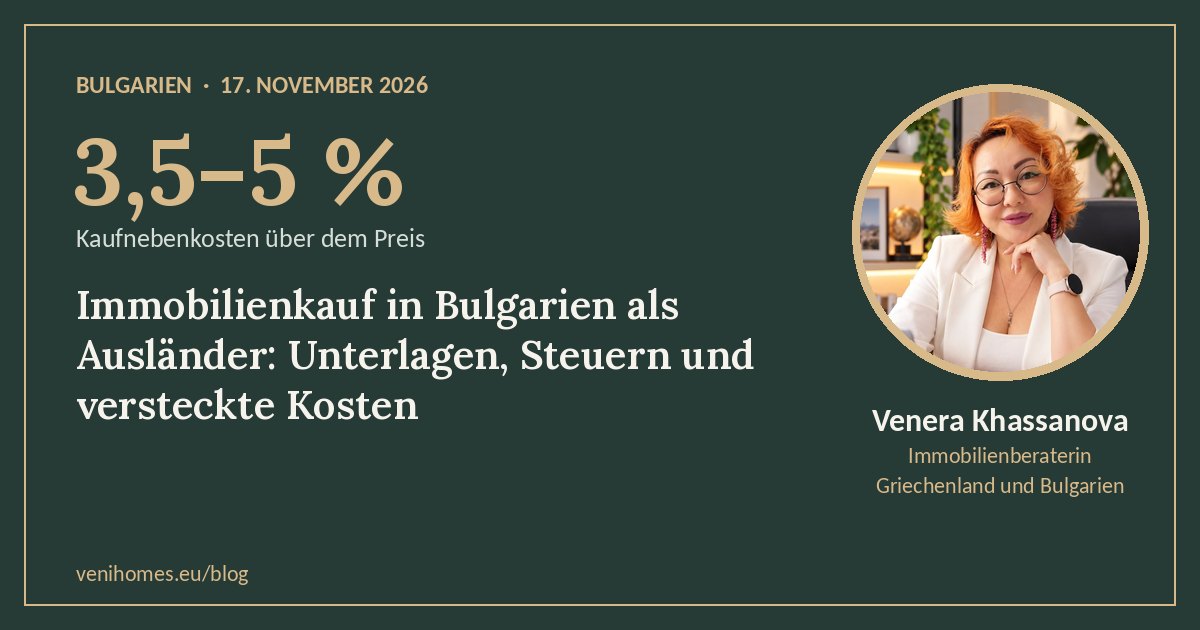 BULGARIEN · 17. NOVEMBER 2026
3,5–5 %
Kaufnebenkosten über dem Preis
Immobilienkauf in Bulgarien als
Ausländer: Unterlagen, Steuern und
versteckte Kosten
Venera Khassanova
Immobilienberaterin
Griechenland und Bulgarien
venihomes.eu/blog